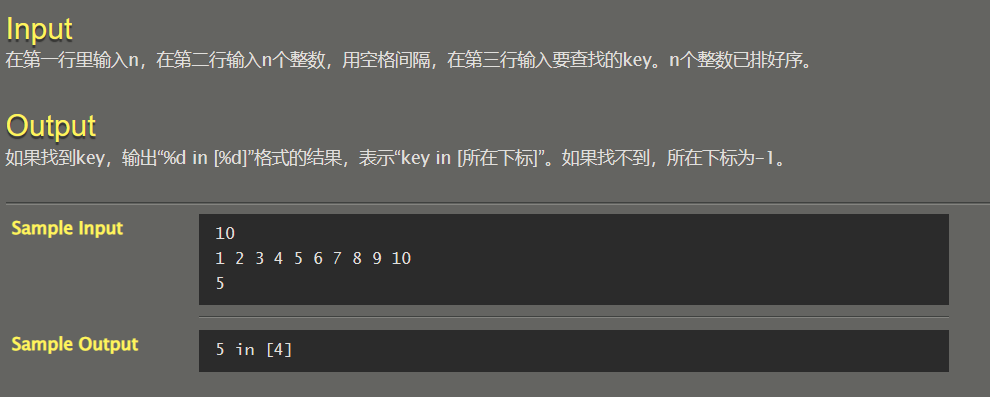 Input
在第一行里输入n，在第二行输入n个整数，用空格间隔，在第三行输入要查找的key。n个整数已排好序。
Output
如果找到key，输出“%d in [%d]”格式的结果，表示“key in [所在下标]”。如果找不到，所在下标为-1。
Sample Input
10
1 2 3 4 5 6 7 8 9 10
5
Sample Output
5 in [4]